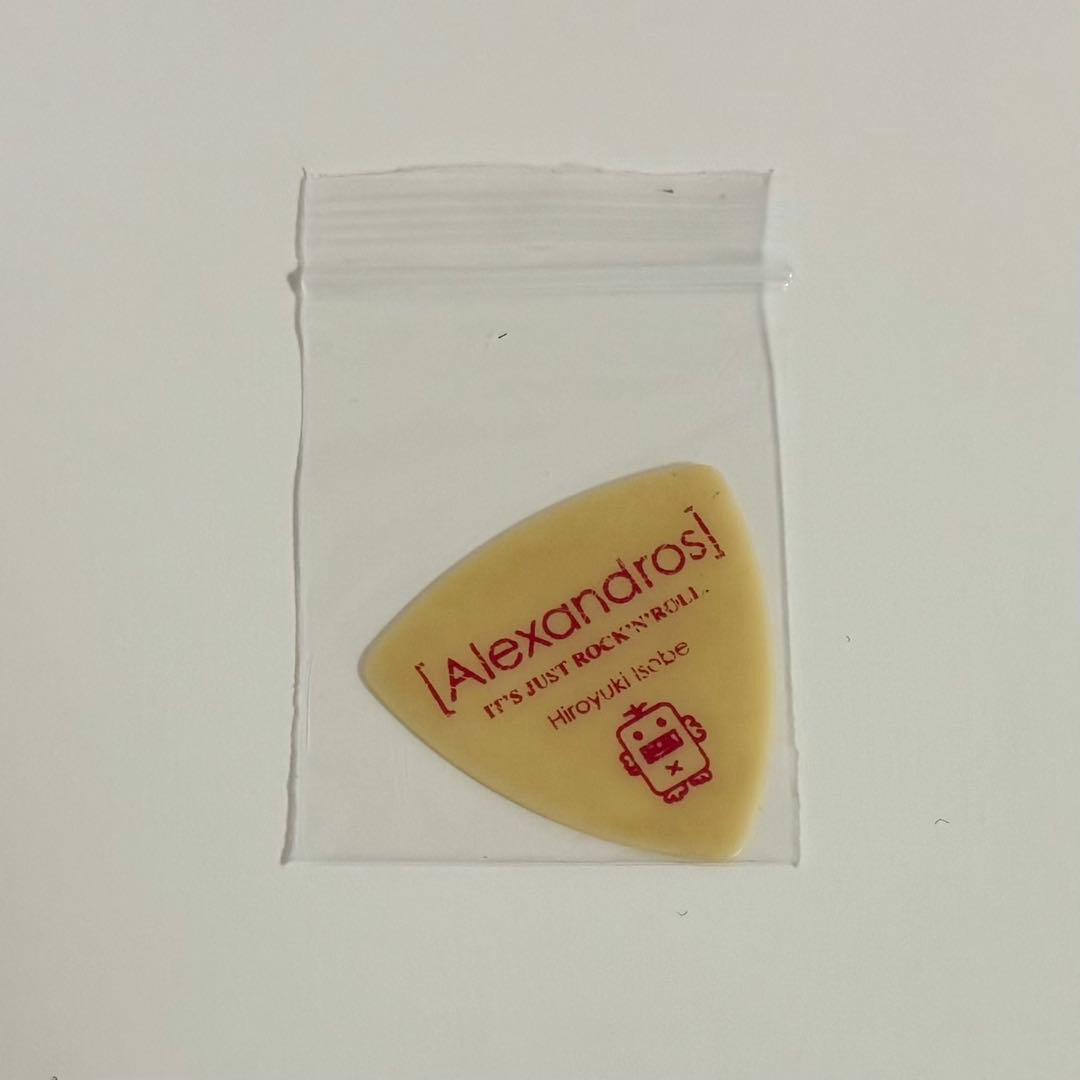 [Alexandros]
IT'S JUST ROCK'N'ROLL.
Hiroyuki Isobe